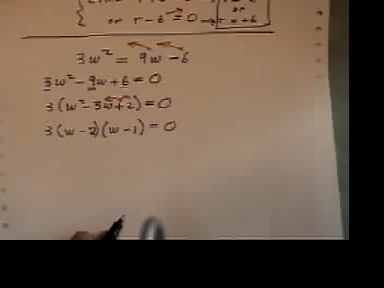 or r - 6 = 0 → r = +6
or
3w² = 9w - 6
3w² - 9w + 6 = 0
3(w² - 3w + 2) = 0
3(w - 2)(w - 1) = 0